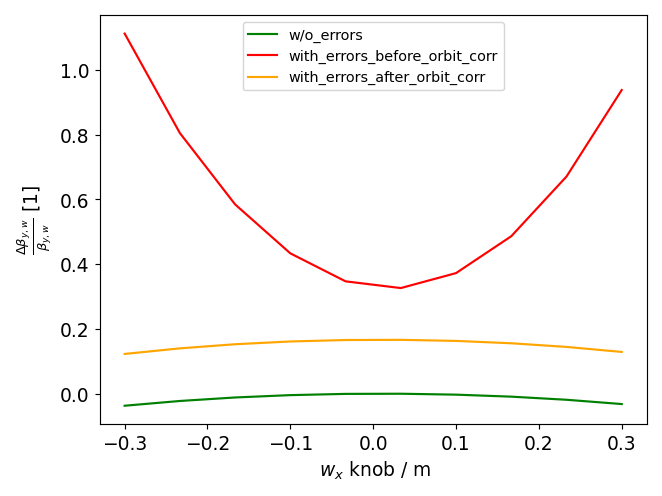 w/o_errors
with_errors_before_orbit_corr
with_errors_after_orbit_corr
1.0
0.8
0.6
0.4
0.2
0.0
Δβy,w / βy,w [1]
−0.3 −0.2 −0.1 0.0 0.1 0.2 0.3
wx knob / m